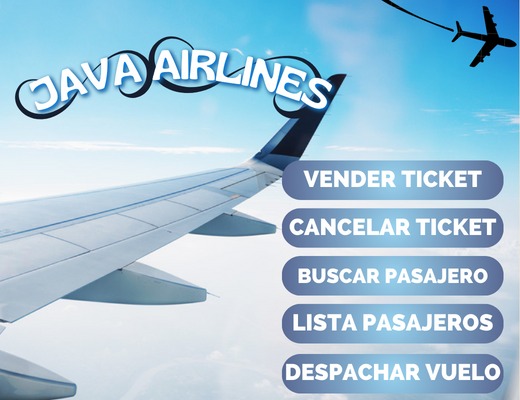 JAVA AIRLINES
VENDER TICKET
CANCELAR TICKET
BUSCAR PASAJERO
LISTA PASAJEROS
DESPACHAR VUELO